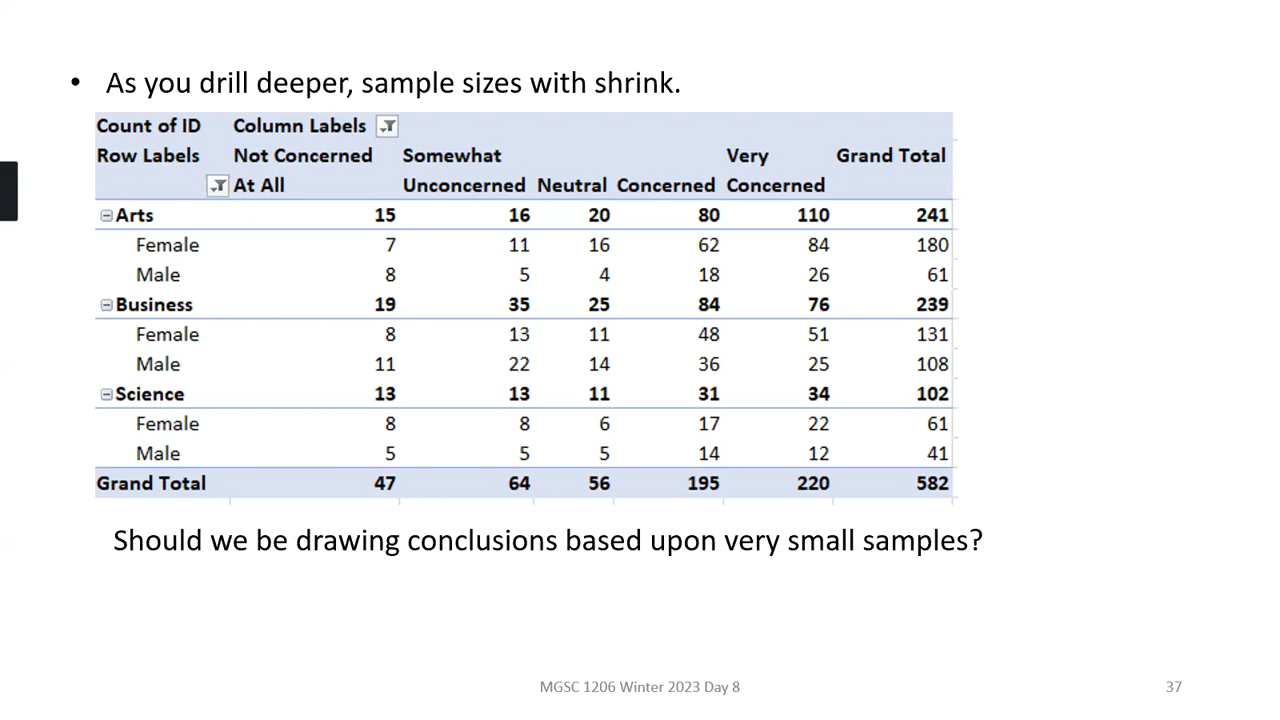 • As you drill deeper, sample sizes with shrink.
Count of ID Column Labels
Row Labels Not Concerned Somewhat Very Grand Total
At All Unconcerned Neutral Concerned Concerned
Arts 15 16 20 80 110 241
Female 7 11 16 62 84 180
Male 8 5 4 18 26 61
Business 19 35 25 84 76 239
Female 8 13 11 48 51 131
Male 11 22 14 36 25 108
Science 13 13 11 31 34 102
Female 8 8 6 17 22 61
Male 5 5 5 14 12 41
Grand Total 47 64 56 195 220 582
Should we be drawing conclusions based upon very small samples?
MGSC 1206 Winter 2023 Day 8 37